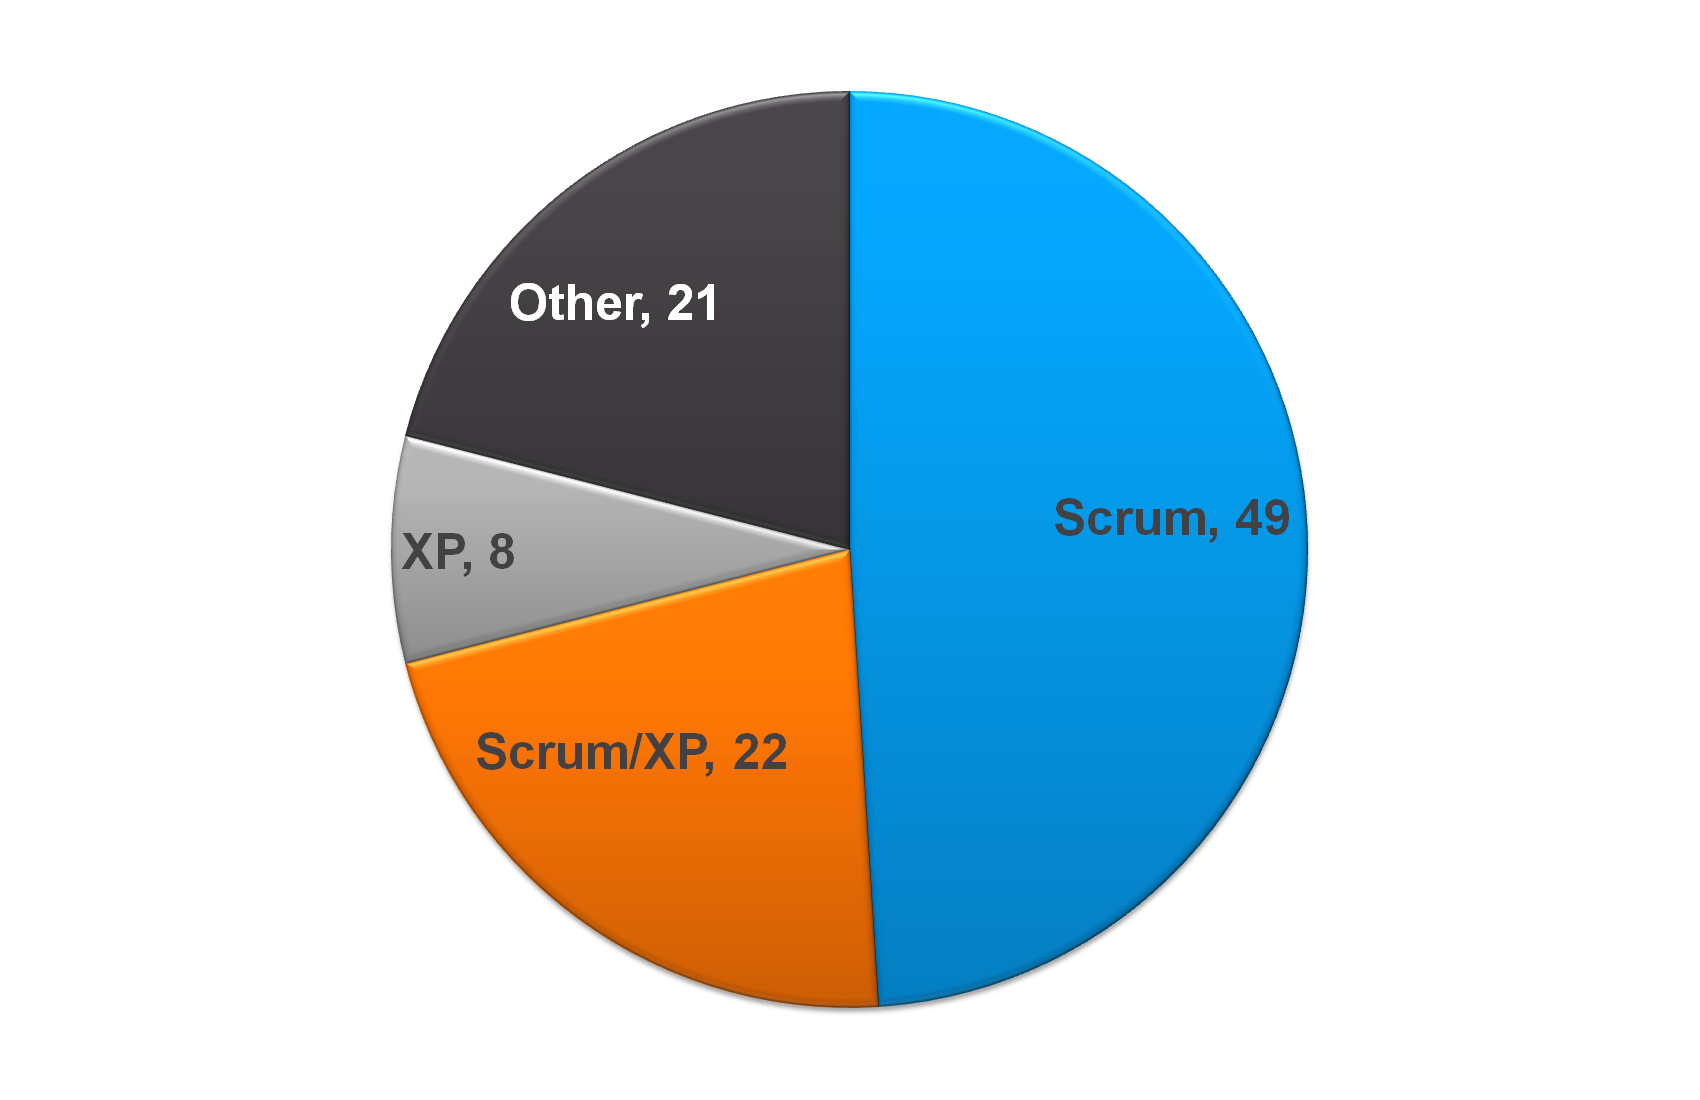 Other, 21
Scrum, 49
XP, 8
Scrum/XP, 22